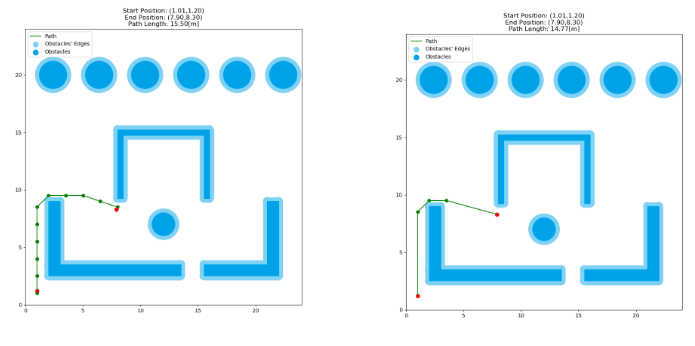 Start Position: (1.01,1.20)
End Position: (7.90,8.30)
Path Length: 15.50[m]
Path
Obstacles' Edges
Obstacles
20
15
10
5
0
0
5
10
15
20
Start Position: (1.01,1.20)
End Position: (7.90,8.30)
Path Length: 14.77[m]
Path
Obstacles' Edges
Obstacles
20
15
10
5
0
0
5
10
15
20